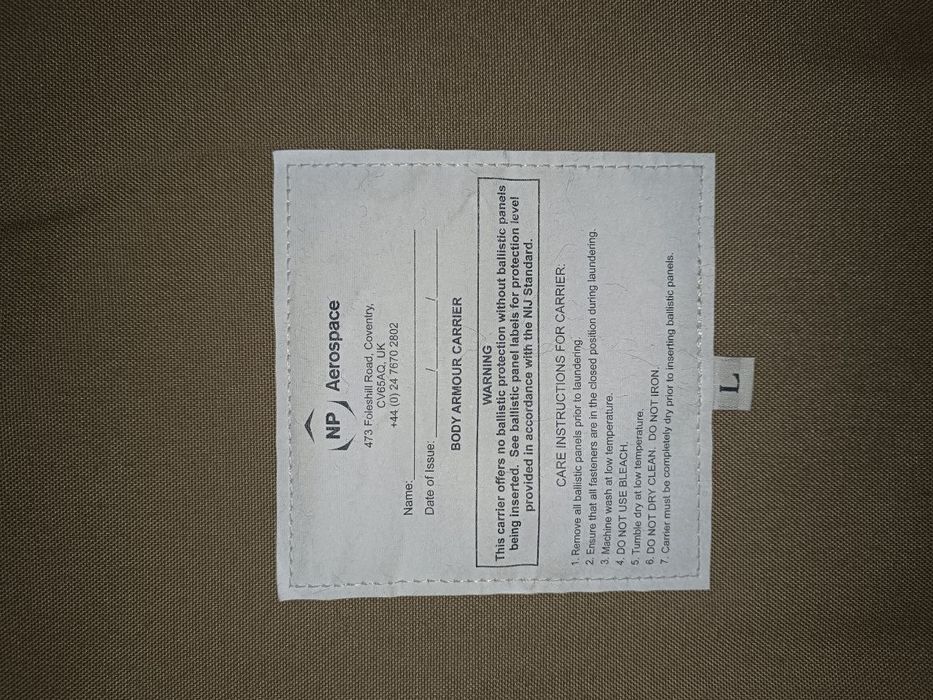 NP Aerospace
473 Foleshill Road, Coventry,
CV65AQ, UK
+44 (0) 24 7670 2802
Name:
Date of Issue: / /
BODY ARMOUR CARRIER
WARNING
This carrier offers no ballistic protection without ballistic panels
being inserted. See ballistic panel labels for protection level
provided in accordance with the NIJ Standard.
CARE INSTRUCTIONS FOR CARRIER:
1. Remove all ballistic panels prior to laundering.
2. Ensure that all fasteners are in the closed position during laundering.
3. Machine wash at low temperature.
4. DO NOT USE BLEACH.
5. Tumble dry at low temperature.
6. DO NOT DRY CLEAN. DO NOT IRON.
7. Carrier must be completely dry prior to inserting ballistic panels.
L